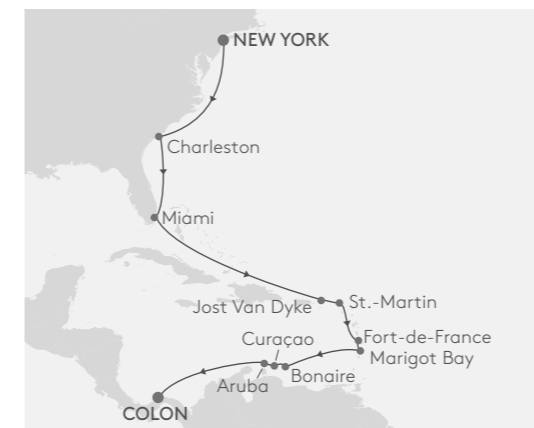 NEW YORK
Charleston
Miami
Jost Van Dyke
St.-Martin
Fort-de-France
Curaçao
Marigot Bay
Bonaire
Aruba
COLON